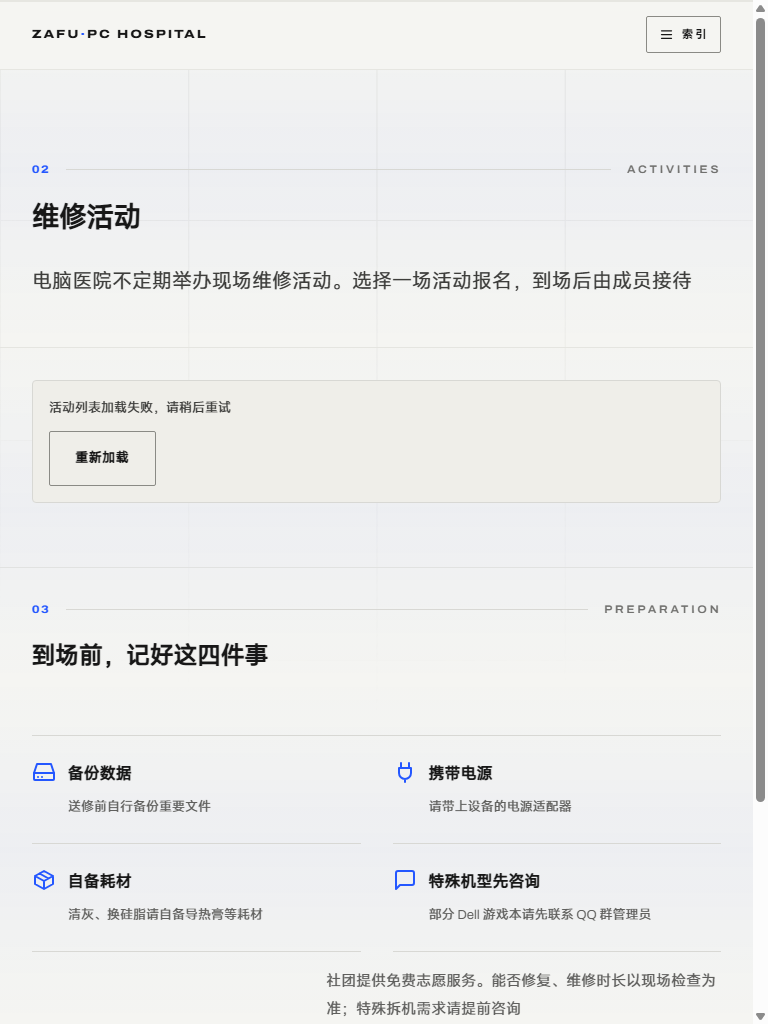 ZAFU·PC HOSPITAL
索引
02
ACTIVITIES
维修活动
电脑医院不定期举办现场维修活动。选择一场活动报名，到场后由成员接待
活动列表加载失败，请稍后重试
重新加载
03
PREPARATION
到场前，记好这四件事
备份数据
送修前自行备份重要文件
携带电源
请带上设备的电源适配器
自备耗材
清灰、换硅脂请自备导热膏等耗材
特殊机型先咨询
部分 Dell 游戏本请先联系 QQ 群管理员
社团提供免费志愿服务。能否修复、维修时长以现场检查为
准；特殊拆机需求请提前咨询